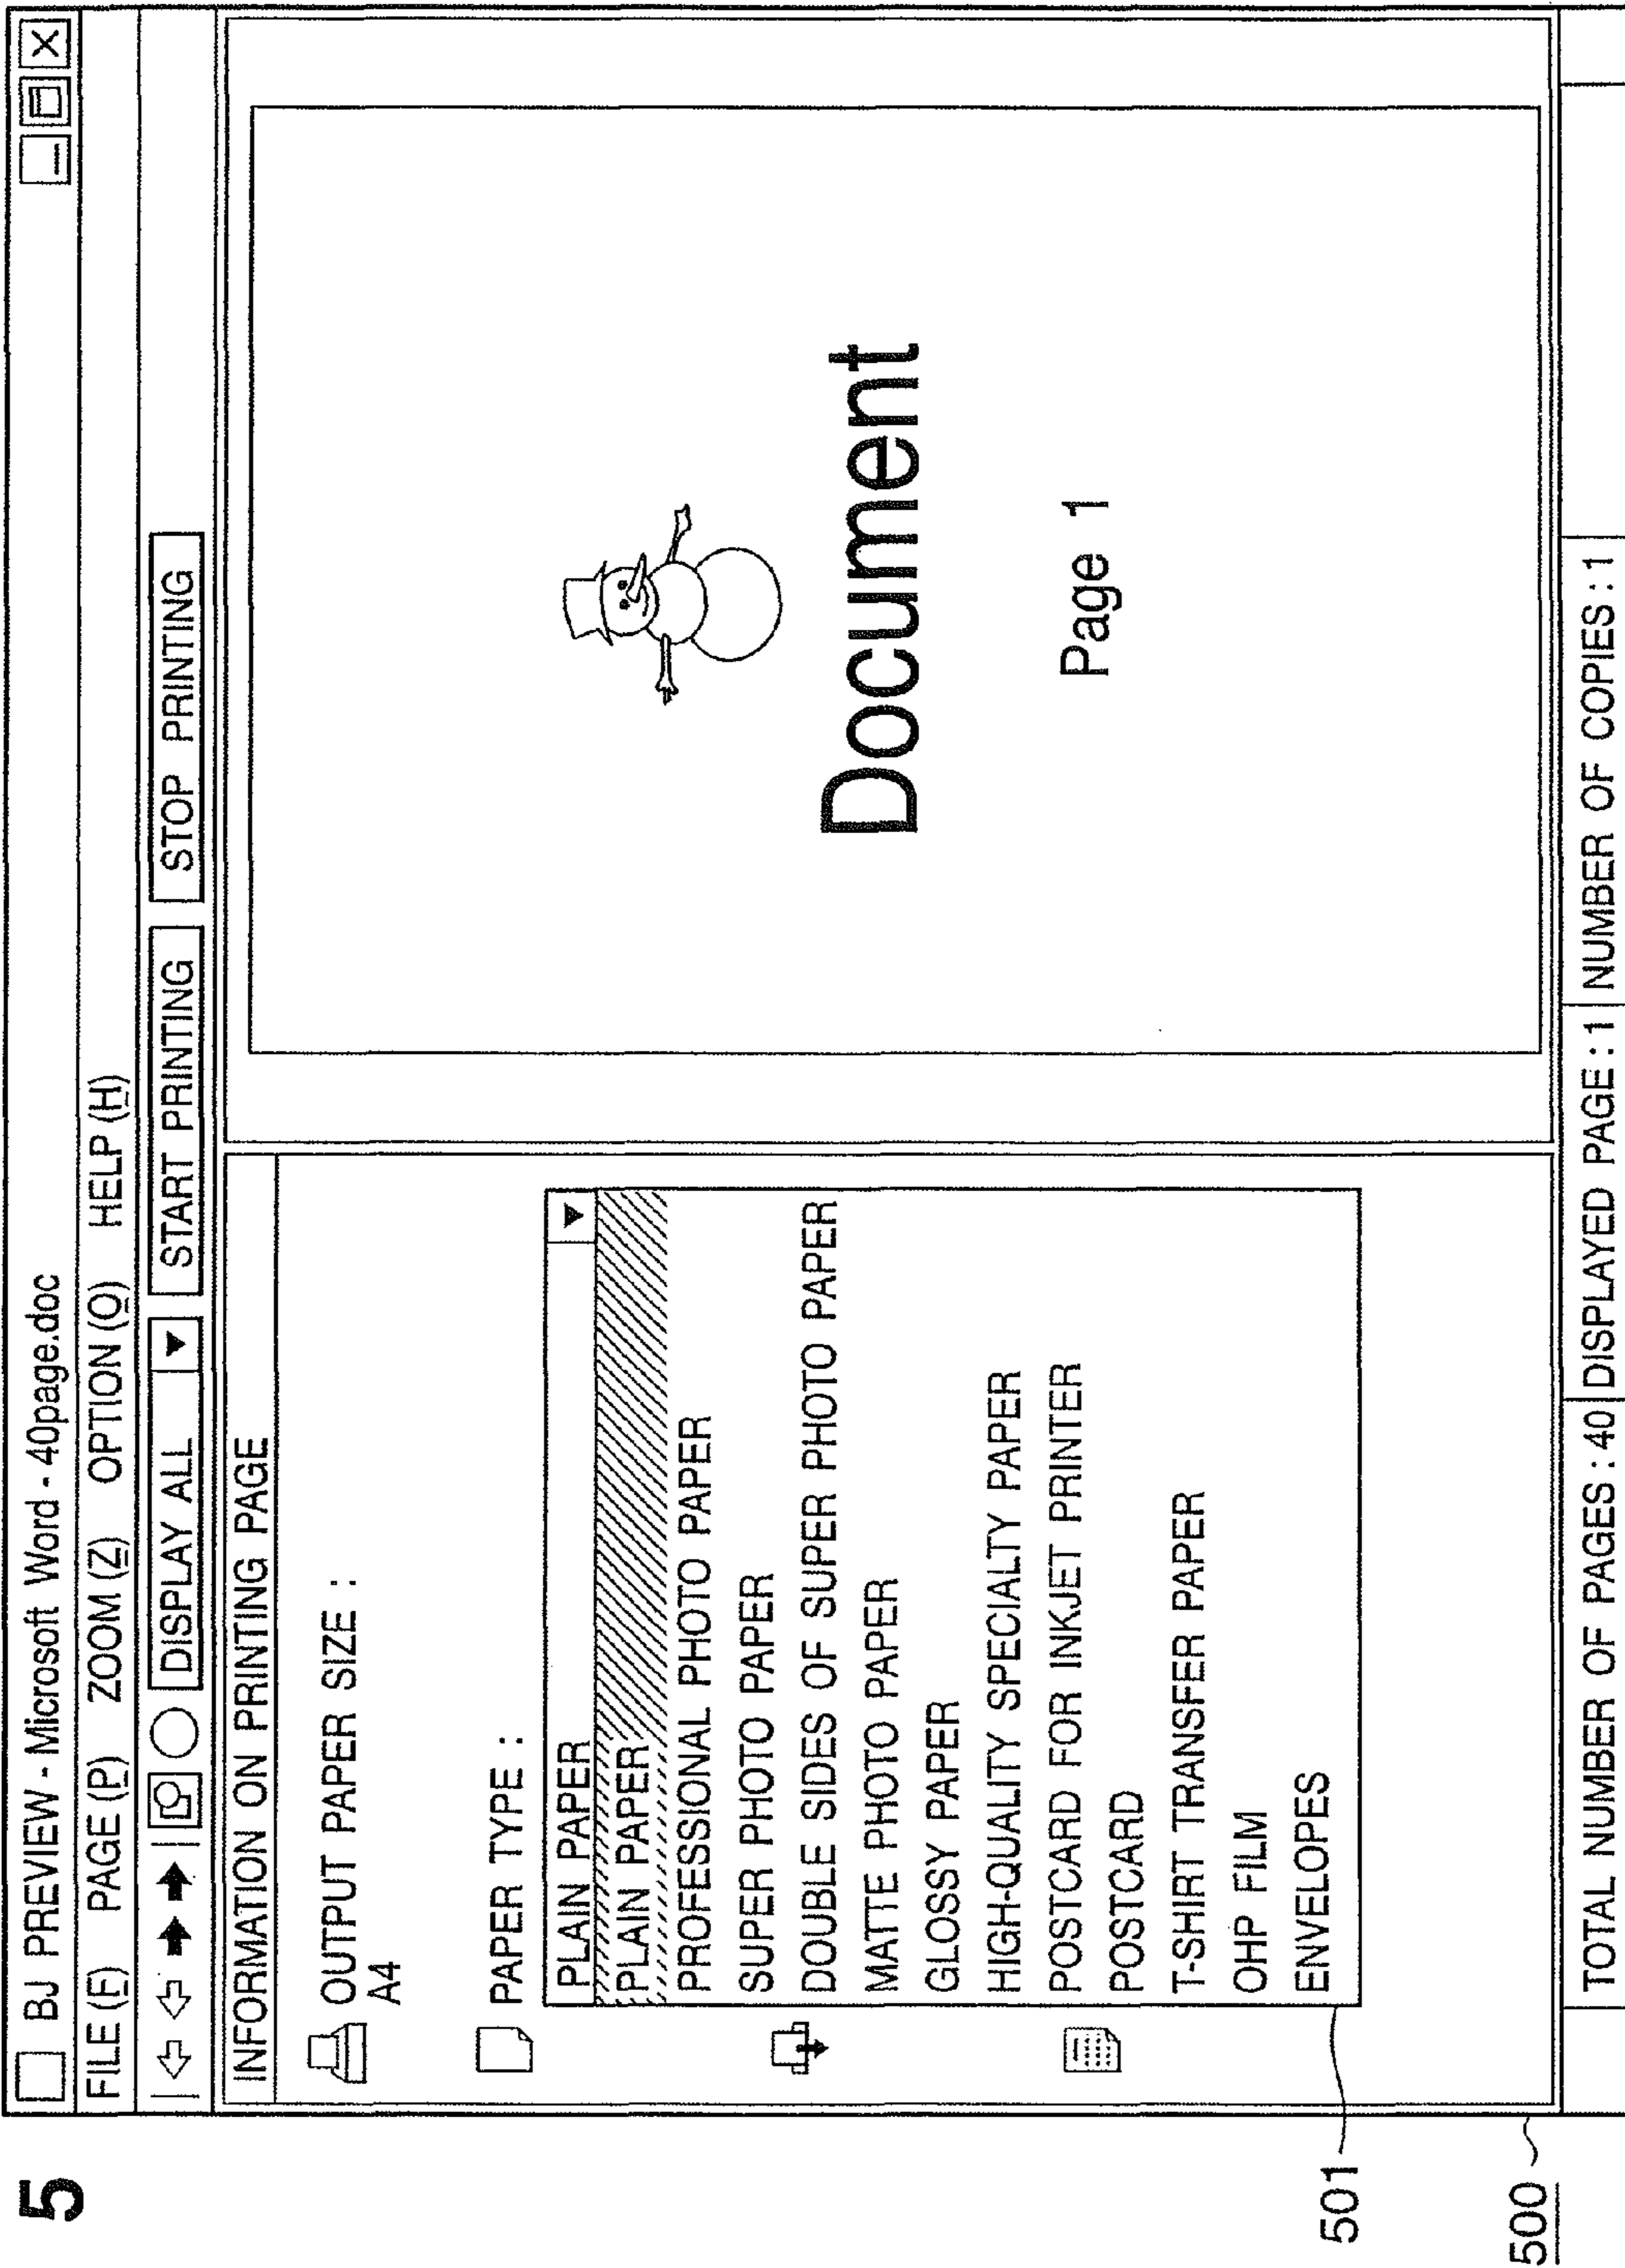 5
BJ PREVIEW - Microsoft Word - 40page.doc
FILE (F) PAGE (P) ZOOM (Z) OPTION (O) HELP (H)
DISPLAY ALL START PRINTING STOP PRINTING
INFORMATION ON PRINTING PAGE
OUTPUT PAPER SIZE :
A4
PAPER TYPE :
PLAIN PAPER
PLAIN PAPER
PROFESSIONAL PHOTO PAPER
SUPER PHOTO PAPER
DOUBLE SIDES OF SUPER PHOTO PAPER
MATTE PHOTO PAPER
GLOSSY PAPER
HIGH-QUALITY SPECIALTY PAPER
POSTCARD FOR INKJET PRINTER
POSTCARD
T-SHIRT TRANSFER PAPER
OHP FILM
ENVELOPES
Document
Page 1
501
500
TOTAL NUMBER OF PAGES : 40 DISPLAYED PAGE : 1 NUMBER OF COPIES : 1